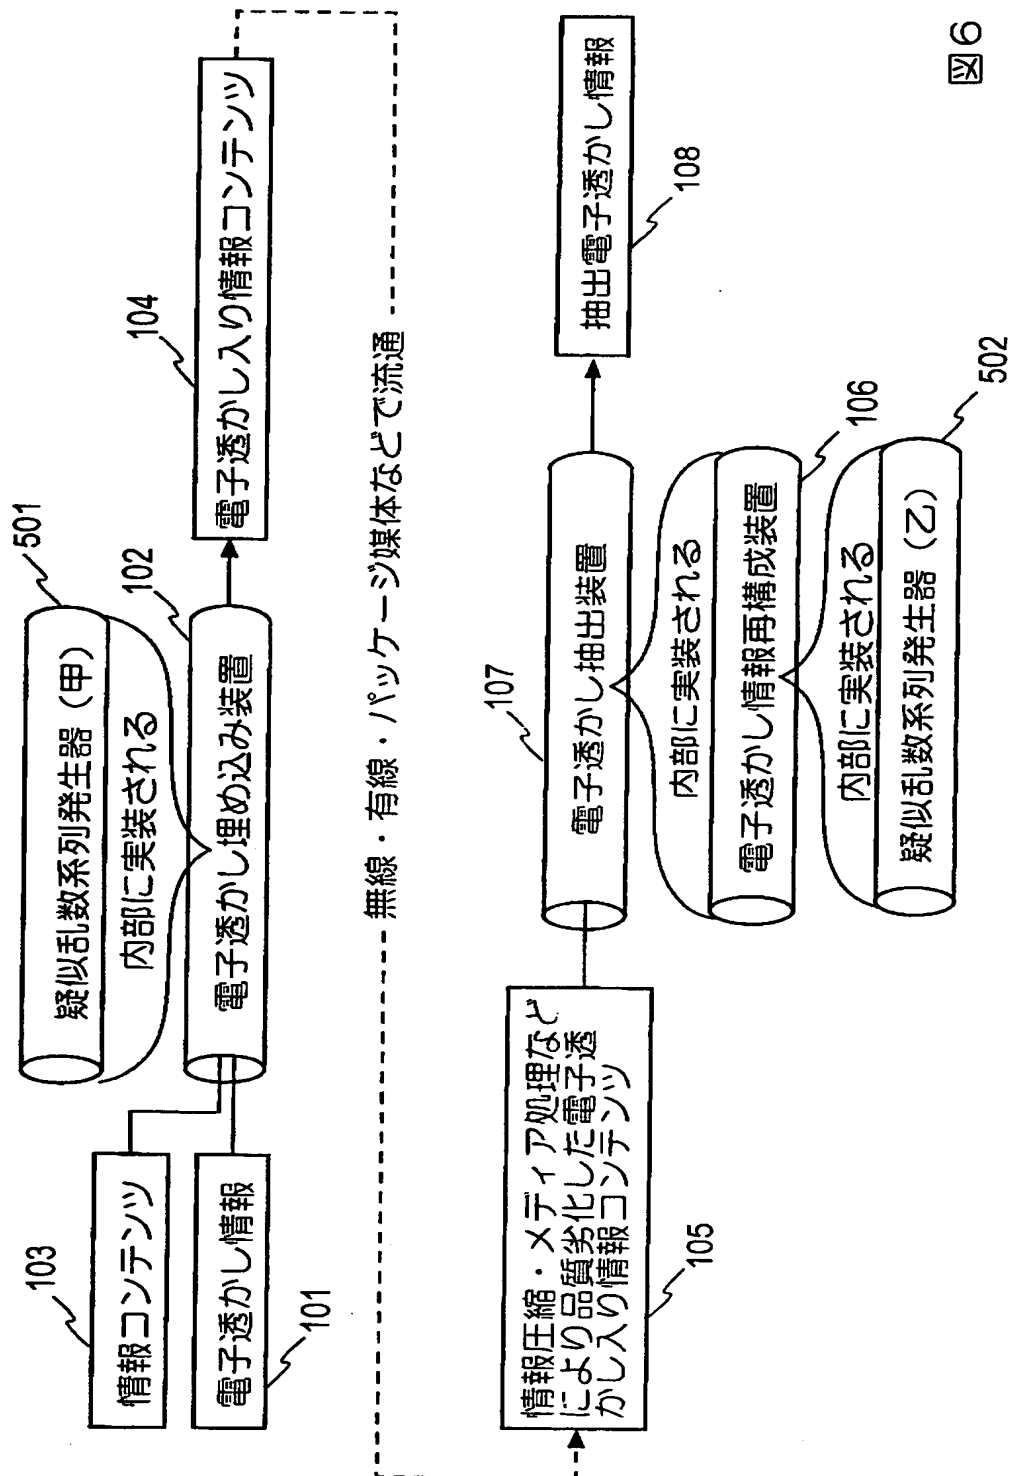 501
疑似乱数系列発生器（甲）
内部に実装される
103
情報コンテンツ
102
電子透かし埋め込み装置
104
電子透かし入り情報コンテンツ
電子透かし情報
101
無線・有線・パッケージ媒体などで流通
情報圧縮・メディア処理など
により品質劣化した電子透
かし入り情報コンテンツ
105
107
電子透かし抽出装置
抽出電子透かし情報
108
内部に実装される
電子透かし情報再構成装置
106
内部に実装される
疑似乱数系列発生器（乙）
502
図6